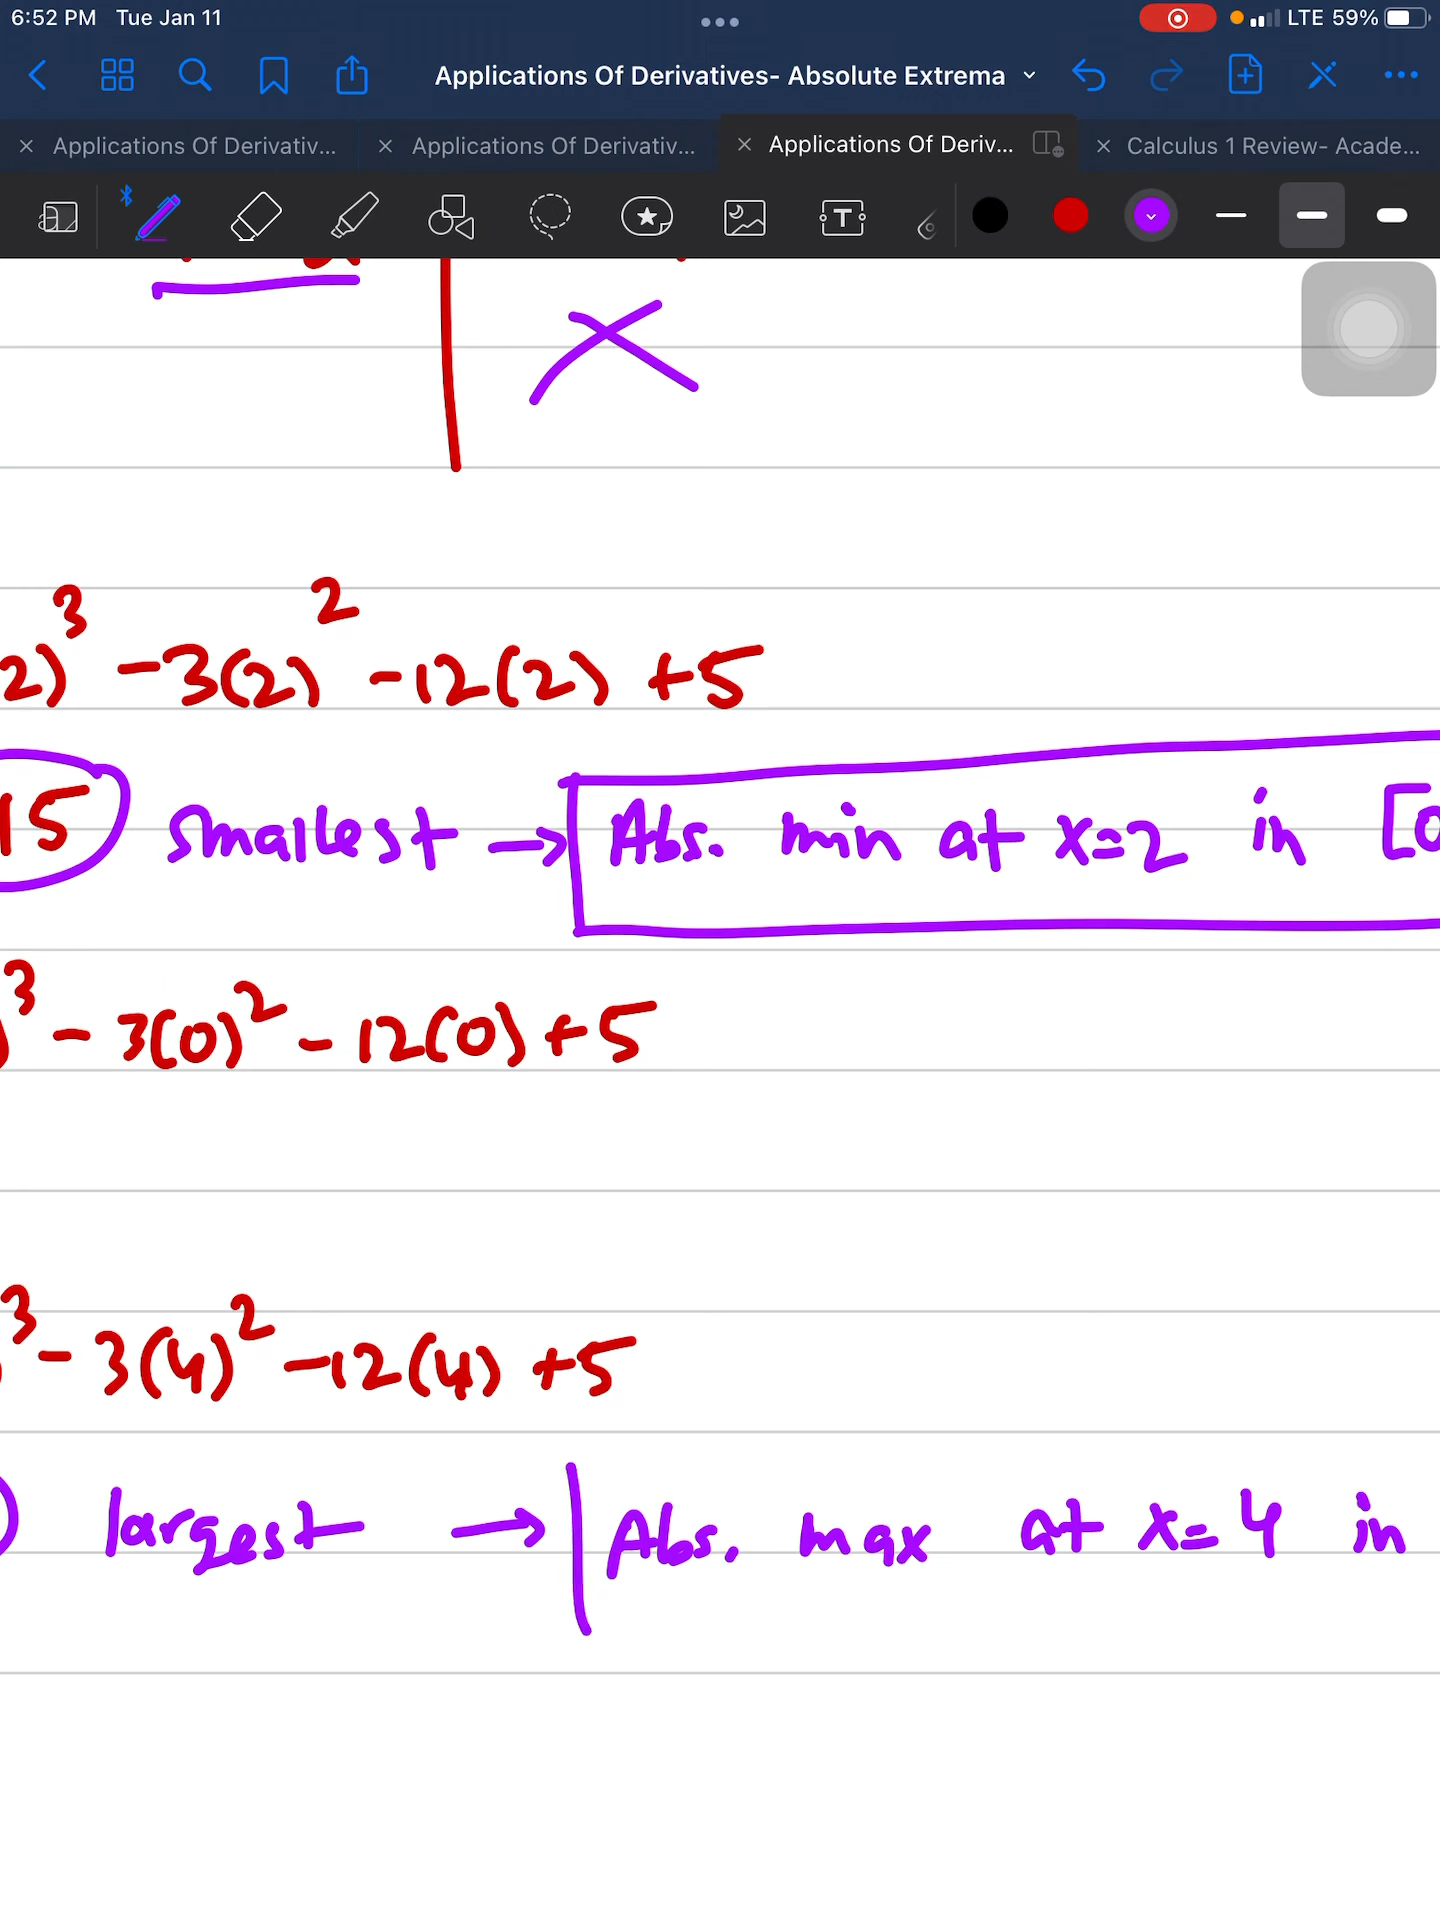 6:52 PM Tue Jan 11 LTE 59%
Applications Of Derivatives- Absolute Extrema
Applications Of Derivativ... Applications Of Derivativ... Applications Of Deriv... Calculus 1 Review- Acade...
2)³ -3(2)² -12(2) +5
15 smallest → Abs. min at x=2 in [0
)³ - 3(0)² - 12(0) +5
³ - 3(4)² -12(4) +5
) largest → Abs. max at x=4 in